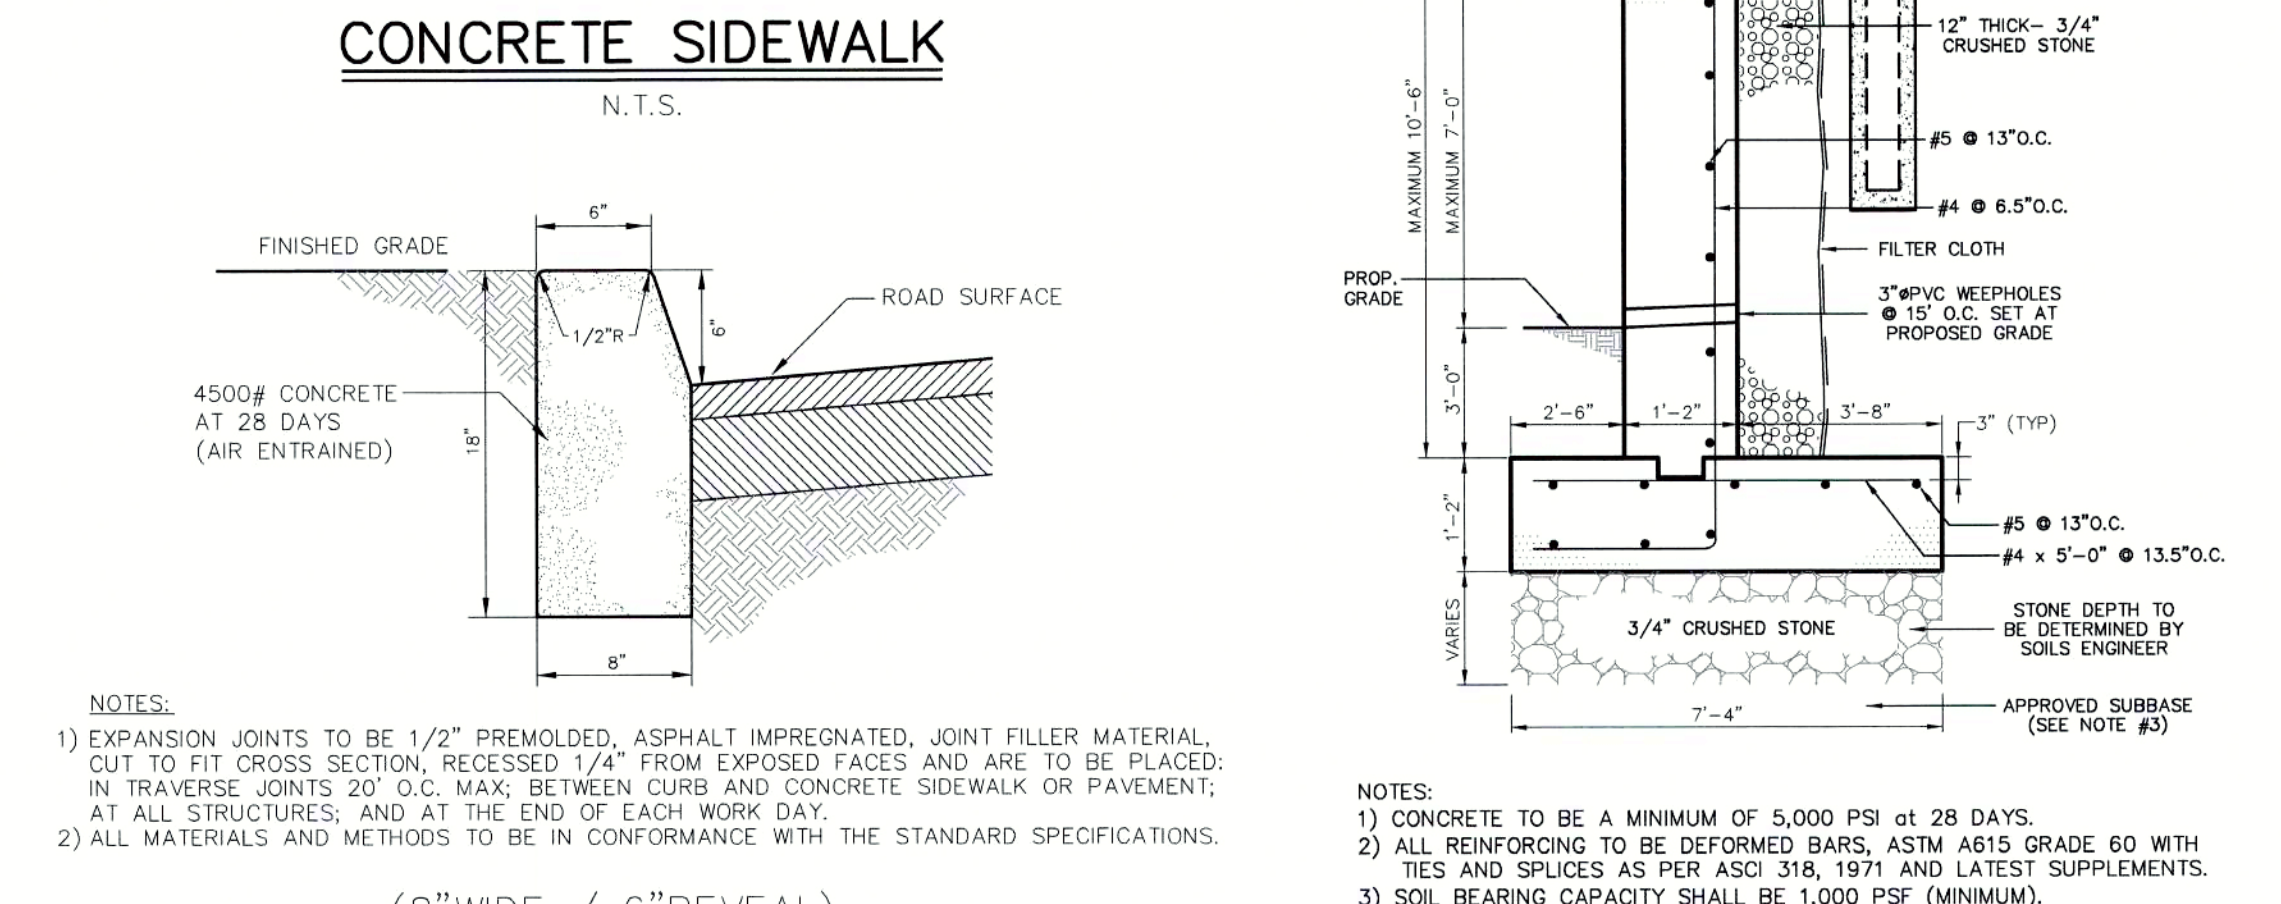 CONCRETE SIDEWALK
N.T.S.
6"
FINISHED GRADE
ROAD SURFACE
6"
1/2"R
4500# CONCRETE
AT 28 DAYS
(AIR ENTRAINED)
18"
8"
NOTES:
1) EXPANSION JOINTS TO BE 1/2" PREMOLDED, ASPHALT IMPREGNATED, JOINT FILLER MATERIAL,
CUT TO FIT CROSS SECTION, RECESSED 1/4" FROM EXPOSED FACES AND ARE TO BE PLACED:
IN TRAVERSE JOINTS 20' O.C. MAX; BETWEEN CURB AND CONCRETE SIDEWALK OR PAVEMENT;
AT ALL STRUCTURES; AND AT THE END OF EACH WORK DAY.
2) ALL MATERIALS AND METHODS TO BE IN CONFORMANCE WITH THE STANDARD SPECIFICATIONS.
(8"WIDE / 6"REVEAL)
12" THICK- 3/4"
CRUSHED STONE
MAXIMUM 10'-6"
MAXIMUM 7'-0"
#5 @ 13"O.C.
#4 @ 6.5"O.C.
FILTER CLOTH
PROP.
GRADE
3"øPVC WEEPHOLES
@ 15' O.C. SET AT
PROPOSED GRADE
3'-0"
2'-6"
1'-2"
3'-8"
3" (TYP)
1'-2"
#5 @ 13"O.C.
#4 x 5'-0" @ 13.5"O.C.
VARIES
3/4" CRUSHED STONE
STONE DEPTH TO
BE DETERMINED BY
SOILS ENGINEER
7'-4"
APPROVED SUBBASE
(SEE NOTE #3)
NOTES:
1) CONCRETE TO BE A MINIMUM OF 5,000 PSI at 28 DAYS.
2) ALL REINFORCING TO BE DEFORMED BARS, ASTM A615 GRADE 60 WITH
TIES AND SPLICES AS PER ASCI 318, 1971 AND LATEST SUPPLEMENTS.
3) SOIL BEARING CAPACITY SHALL BE 1,000 PSF (MINIMUM).